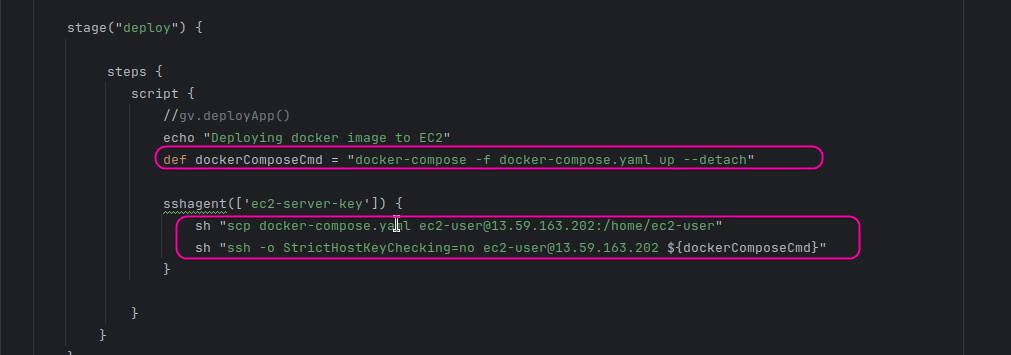 stage("deploy") {
steps {
script {
//gv.deployApp()
echo "Deploying docker image to EC2"
def dockerComposeCmd = "docker-compose -f docker-compose.yaml up --detach"
sshagent(['ec2-server-key']) {
sh "scp docker-compose.yaml ec2-user@13.59.163.202:/home/ec2-user"
sh "ssh -o StrictHostKeyChecking=no ec2-user@13.59.163.202 ${dockerComposeCmd}"
}
}
}